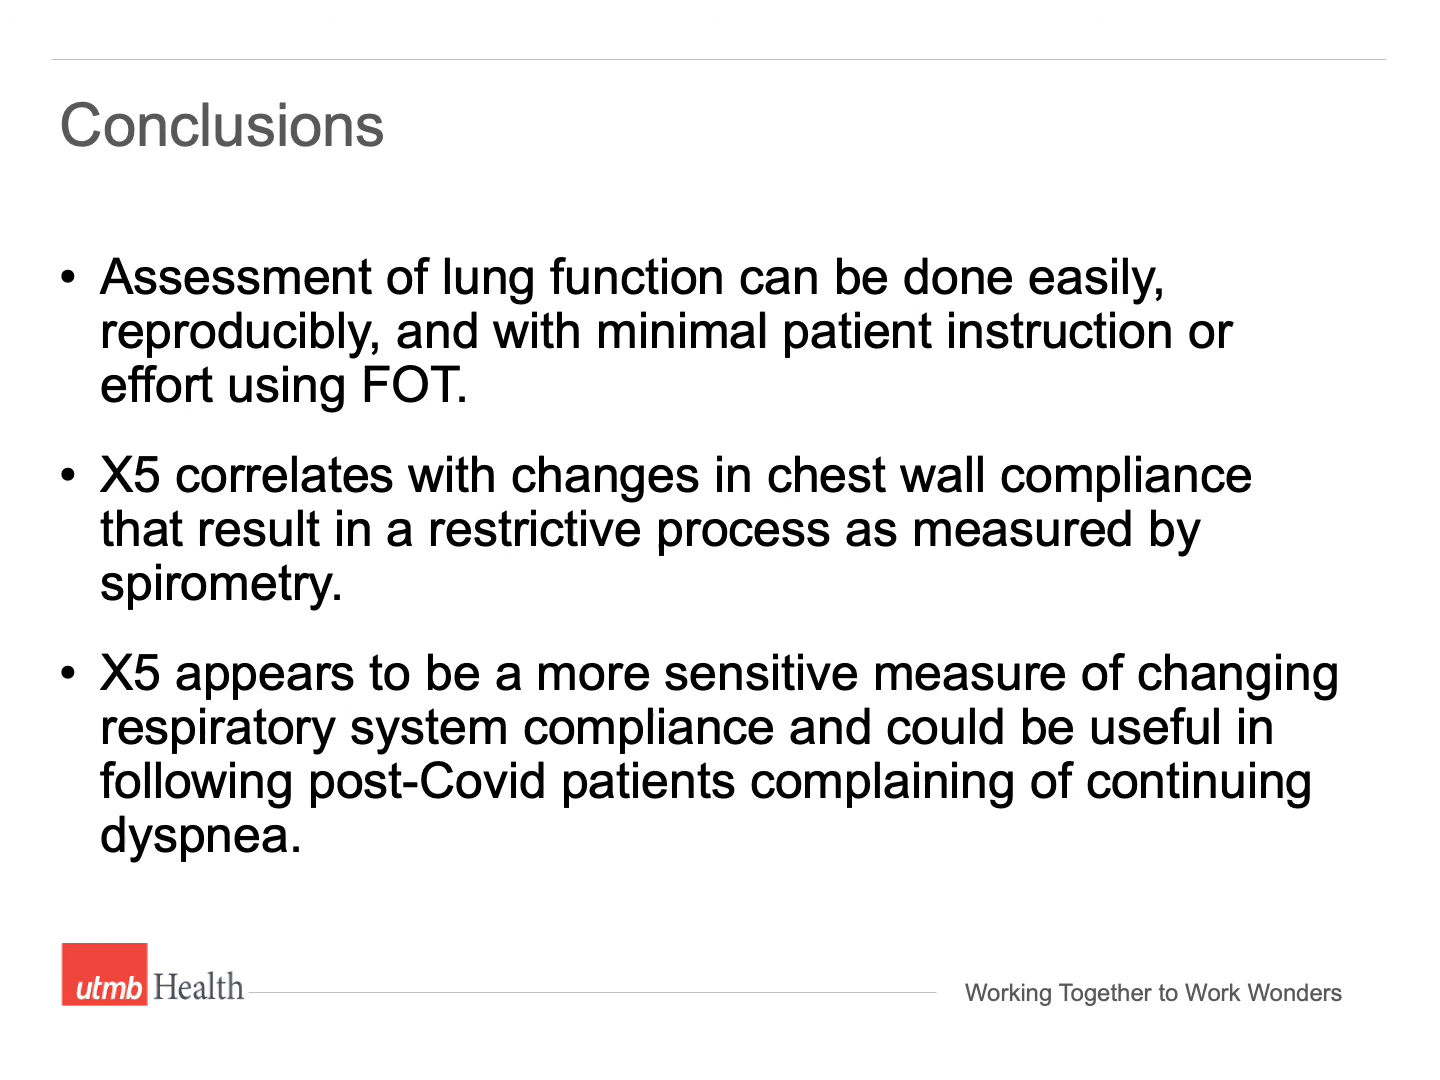 Conclusions
• Assessment of lung function can be done easily,
reproducibly, and with minimal patient instruction or
effort using FOT.
• X5 correlates with changes in chest wall compliance
that result in a restrictive process as measured by
spirometry.
• X5 appears to be a more sensitive measure of changing
respiratory system compliance and could be useful in
following post-Covid patients complaining of continuing
dyspnea.
utmb Health
Working Together to Work Wonders